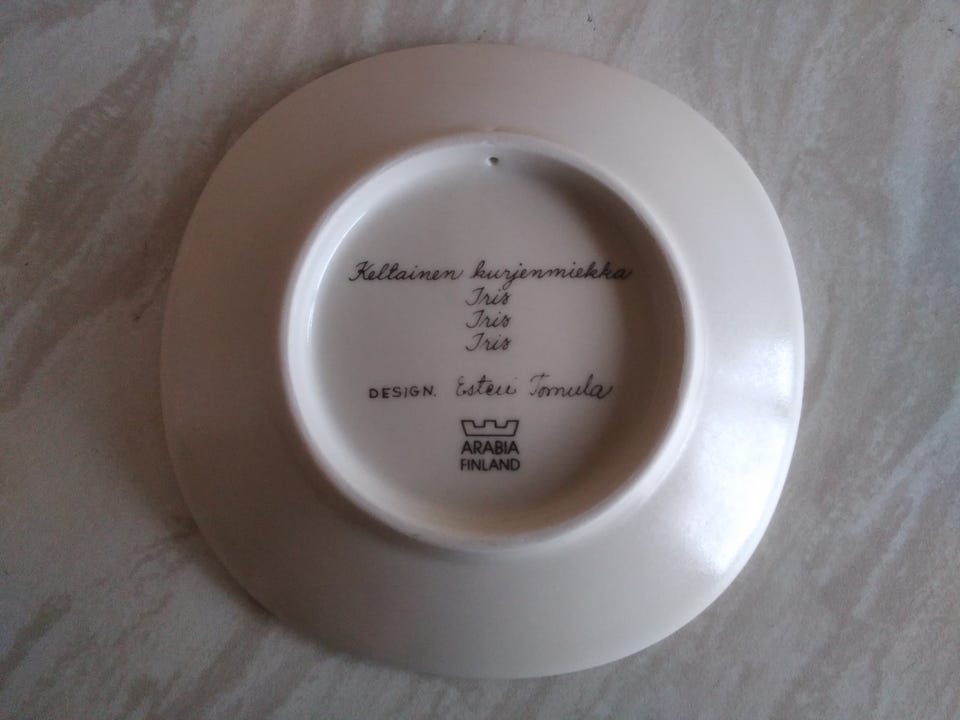 Keltainen kurjenmiekka
Iris
Iris
Iris
DESIGN. Esteri Tomula
ARABIA
FINLAND